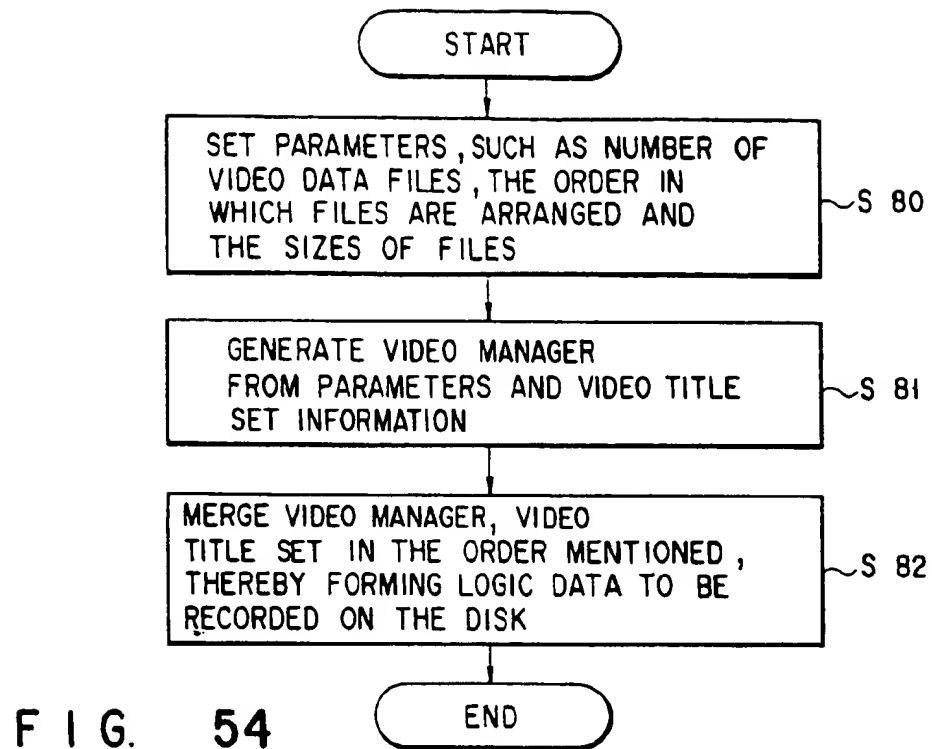 START
SET PARAMETERS, SUCH AS NUMBER OF
VIDEO DATA FILES, THE ORDER IN
WHICH FILES ARE ARRANGED AND
THE SIZES OF FILES
S 80
GENERATE VIDEO MANAGER
FROM PARAMETERS AND VIDEO TITLE
SET INFORMATION
S 81
MERGE VIDEO MANAGER, VIDEO
TITLE SET IN THE ORDER MENTIONED,
THEREBY FORMING LOGIC DATA TO BE
RECORDED ON THE DISK
S 82
END
FIG. 54